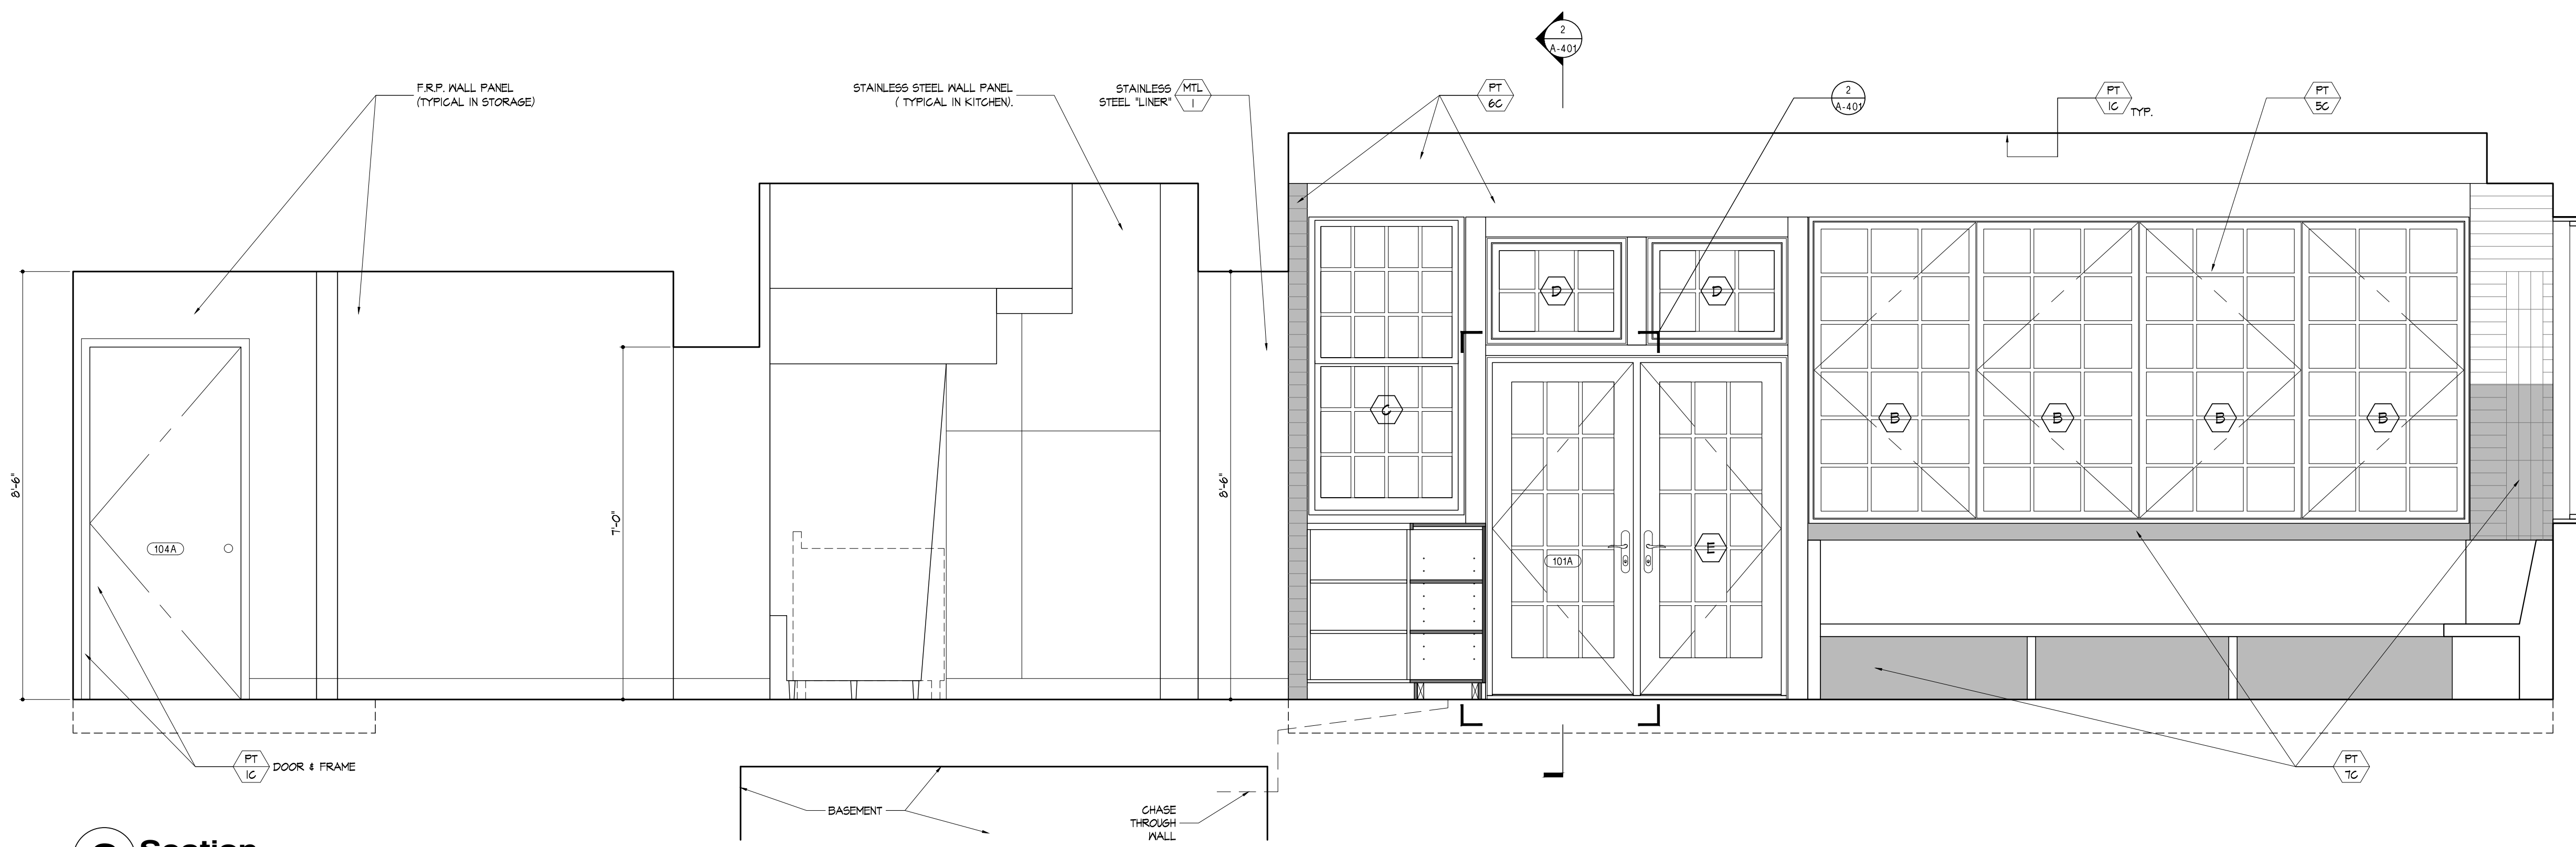 2
A-401
F.R.P. WALL PANEL
(TYPICAL IN STORAGE)
STAINLESS STEEL WALL PANEL
( TYPICAL IN KITCHEN).
STAINLESS
STEEL "LINER"
MTL
1
PT
6C
2
A-401
PT
1C
TYP.
PT
5C
D
D
C
B
B
B
B
8'-6"
7'-0"
8'-6"
104A
101A
E
PT
1C
DOOR & FRAME
PT
7C
BASEMENT
CHASE
THROUGH
WALL
Section